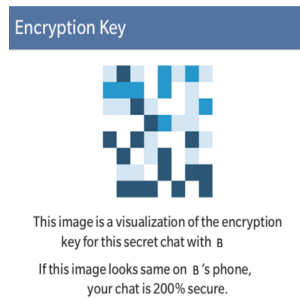 Encryption Key
This image is a visualization of the encryption
key for this secret chat with B
If this image looks same on B 's phone,
your chat is 200% secure.